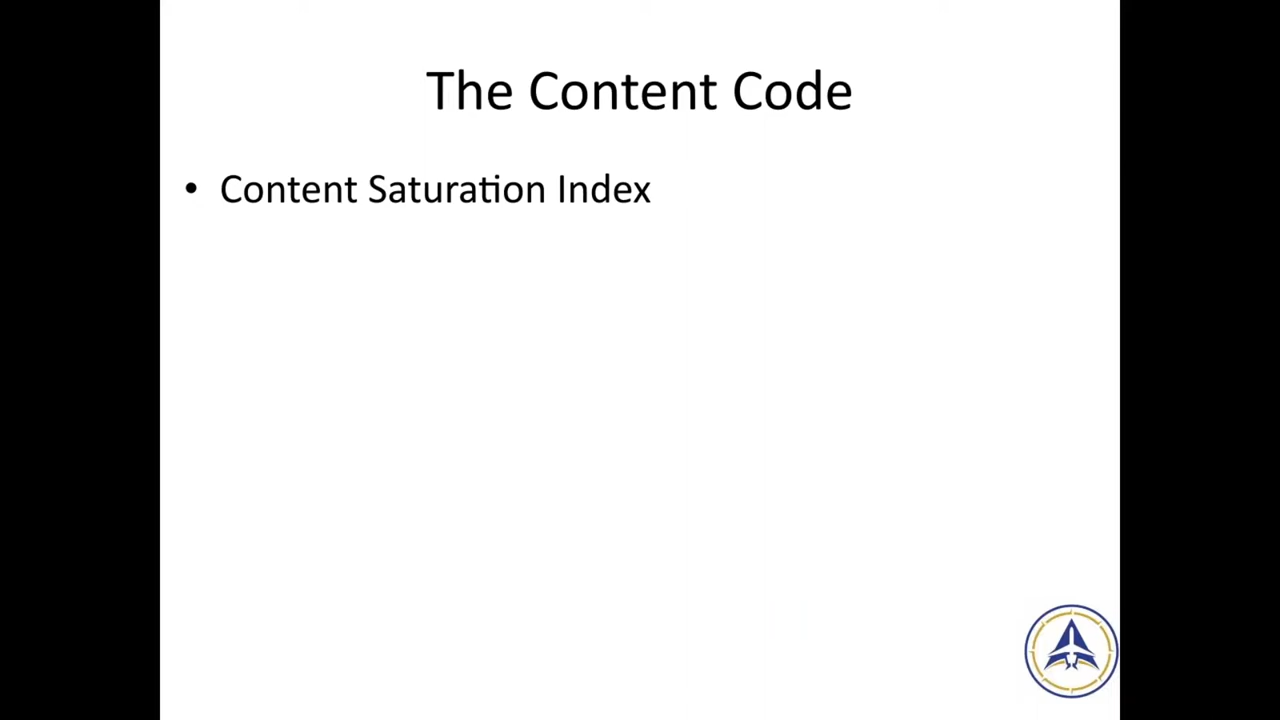 The Content Code
• Content Saturation Index